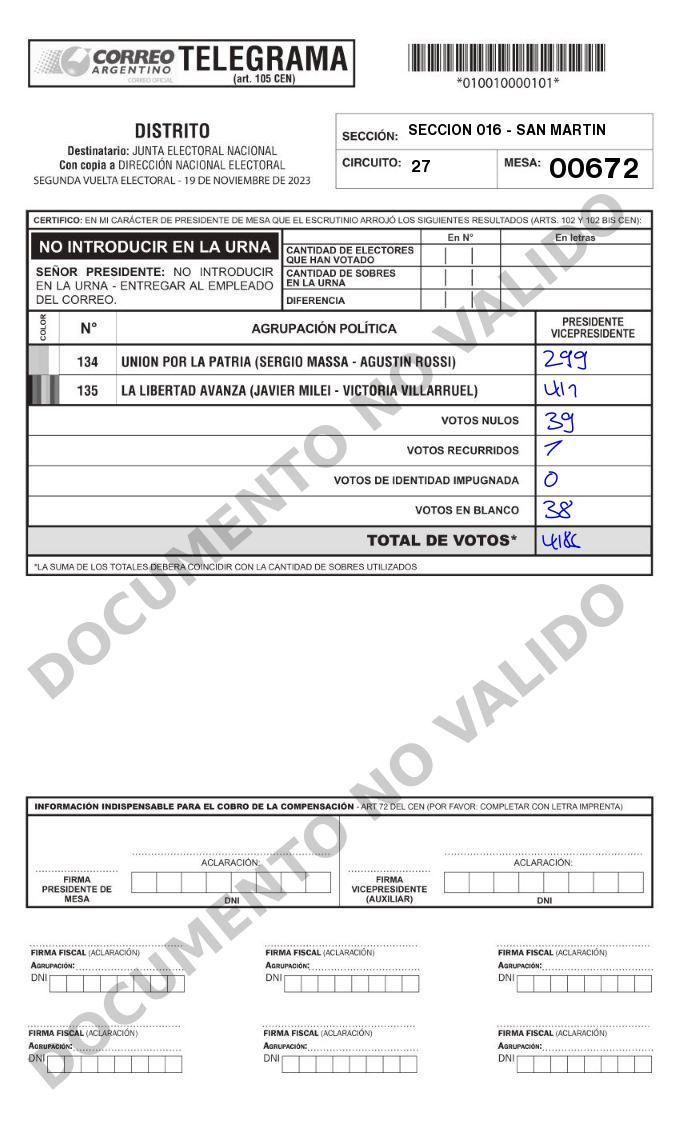 CORREO ARGENTINO
CORREO OFICIAL
TELEGRAMA
(art. 105 CEN)
*010010000101*
DISTRITO
Destinatario: JUNTA ELECTORAL NACIONAL
Con copia a DIRECCIÓN NACIONAL ELECTORAL
SEGUNDA VUELTA ELECTORAL - 19 DE NOVIEMBRE DE 2023
SECCIÓN: SECCION 016 - SAN MARTIN
CIRCUITO: 27 MESA: 00672
CERTIFICO: EN MI CARÁCTER DE PRESIDENTE DE MESA QUE EL ESCRUTINIO ARROJÓ LOS SIGUIENTES RESULTADOS (ARTS. 102 Y 102 BIS CEN):
NO INTRODUCIR EN LA URNA
SEÑOR PRESIDENTE: NO INTRODUCIR
EN LA URNA - ENTREGAR AL EMPLEADO
DEL CORREO.
En N° En letras
CANTIDAD DE ELECTORES
QUE HAN VOTADO
CANTIDAD DE SOBRES
EN LA URNA
DIFERENCIA
COLOR N° AGRUPACIÓN POLÍTICA PRESIDENTE
VICEPRESIDENTE
134 UNION POR LA PATRIA (SERGIO MASSA - AGUSTIN ROSSI) 299
135 LA LIBERTAD AVANZA (JAVIER MILEI - VICTORIA VILLARRUEL)
VOTOS NULOS 39
VOTOS RECURRIDOS 1
VOTOS DE IDENTIDAD IMPUGNADA 0
VOTOS EN BLANCO 38
TOTAL DE VOTOS*
*LA SUMA DE LOS TOTALES DEBERA COINCIDIR CON LA CANTIDAD DE SOBRES UTILIZADOS
DOCUMENTO NO VALIDO
DOCUMENTO NO VALIDO
INFORMACIÓN INDISPENSABLE PARA EL COBRO DE LA COMPENSACIÓN - ART 72 DEL CEN (POR FAVOR: COMPLETAR CON LETRA IMPRENTA)
FIRMA
PRESIDENTE DE
MESA
ACLARACIÓN:
DNI
FIRMA
VICEPRESIDENTE
(AUXILIAR)
ACLARACIÓN:
DNI
FIRMA FISCAL (ACLARACIÓN) FIRMA FISCAL (ACLARACIÓN) FIRMA FISCAL (ACLARACIÓN)
AGRUPACIÓN: AGRUPACIÓN: AGRUPACIÓN:
DNI DNI DNI
FIRMA FISCAL (ACLARACIÓN) FIRMA FISCAL (ACLARACIÓN) FIRMA FISCAL (ACLARACIÓN)
AGRUPACIÓN: AGRUPACIÓN: AGRUPACIÓN:
DNI DNI DNI